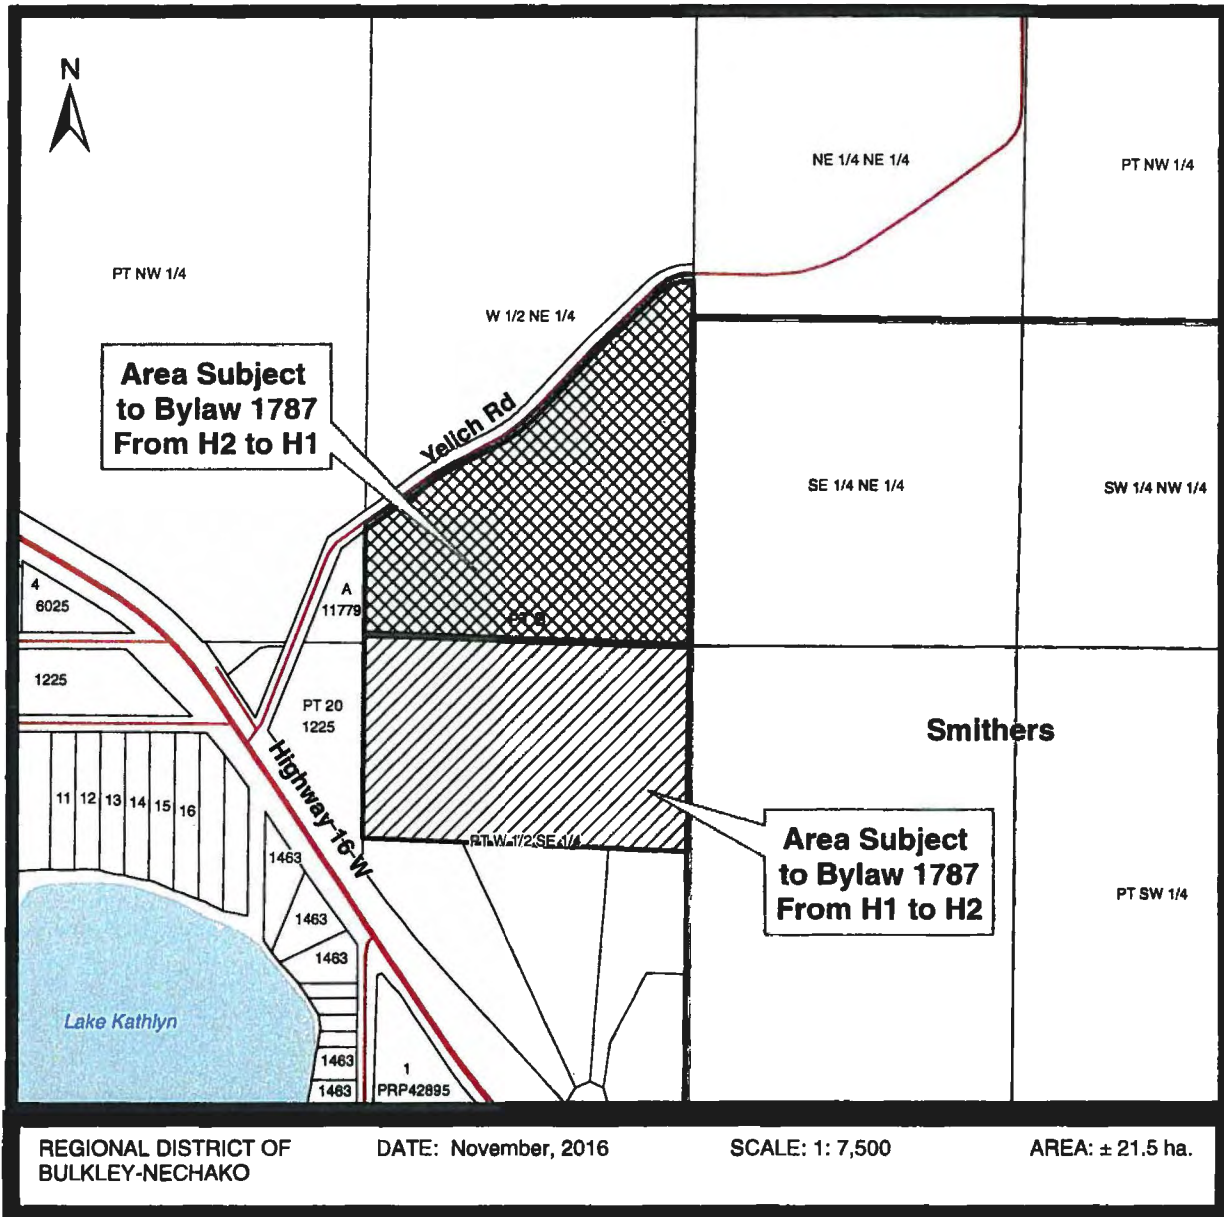 N
NE 1/4 NE 1/4
PT NW 1/4
PT NW 1/4
W 1/2 NE 1/4
Area Subject
to Bylaw 1787
From H2 to H1
Yelich Rd
SE 1/4 NE 1/4
SW 1/4 NW 1/4
4
6025
A
11779
1225
PT 20
1225
Smithers
Highway 16 W
11
12
13
14
15
16
PT W 1/2 SE 1/4
Area Subject
to Bylaw 1787
From H1 to H2
1463
1463
1463
PT SW 1/4
Lake Kathlyn
1463
1463
1
PRP42895
REGIONAL DISTRICT OF
BULKLEY-NECHAKO
DATE: November, 2016
SCALE: 1: 7,500
AREA: ± 21.5 ha.